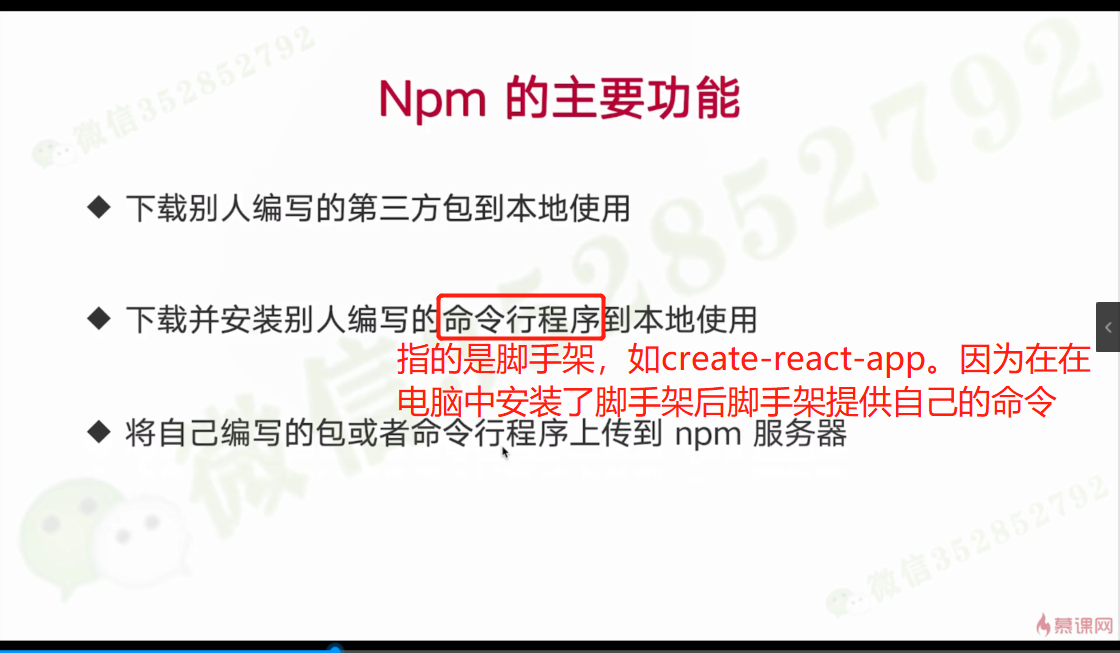 微信352852792
Npm 的主要功能
◆ 下载别人编写的第三方包到本地使用
◆ 下载并安装别人编写的命令行程序到本地使用
指的是脚手架，如create-react-app。因为在在
电脑中安装了脚手架后脚手架提供自己的命令
◆ 将自己编写的包或者命令行程序上传到 npm 服务器
微信352852792
微信352852792
慕课网